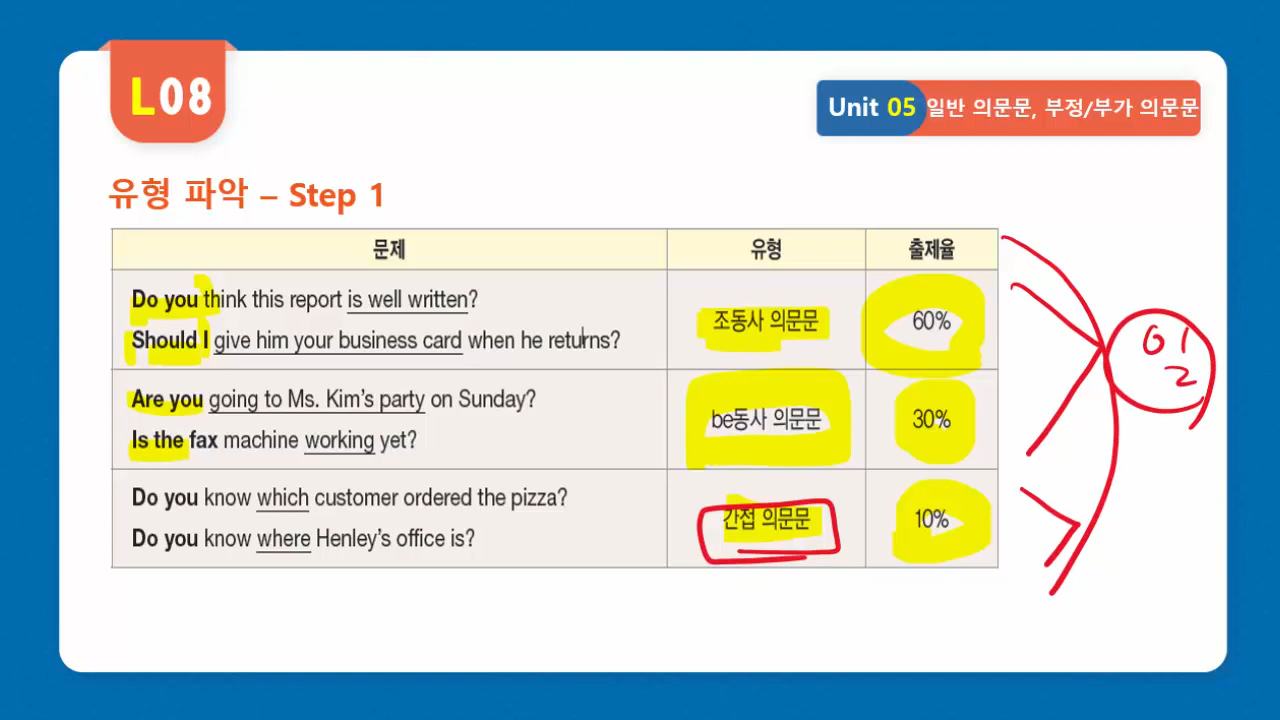 L08
Unit 05 일반 의문문, 부정/부가 의문문
유형 파악 – Step 1
문제 유형 출제율
Do you think this report is well written?
Should I give him your business card when he returns?
조동사 의문문 60%
Are you going to Ms. Kim's party on Sunday?
Is the fax machine working yet?
be동사 의문문 30%
Do you know which customer ordered the pizza?
Do you know where Henley's office is?
간접 의문문 10%
0 1
2